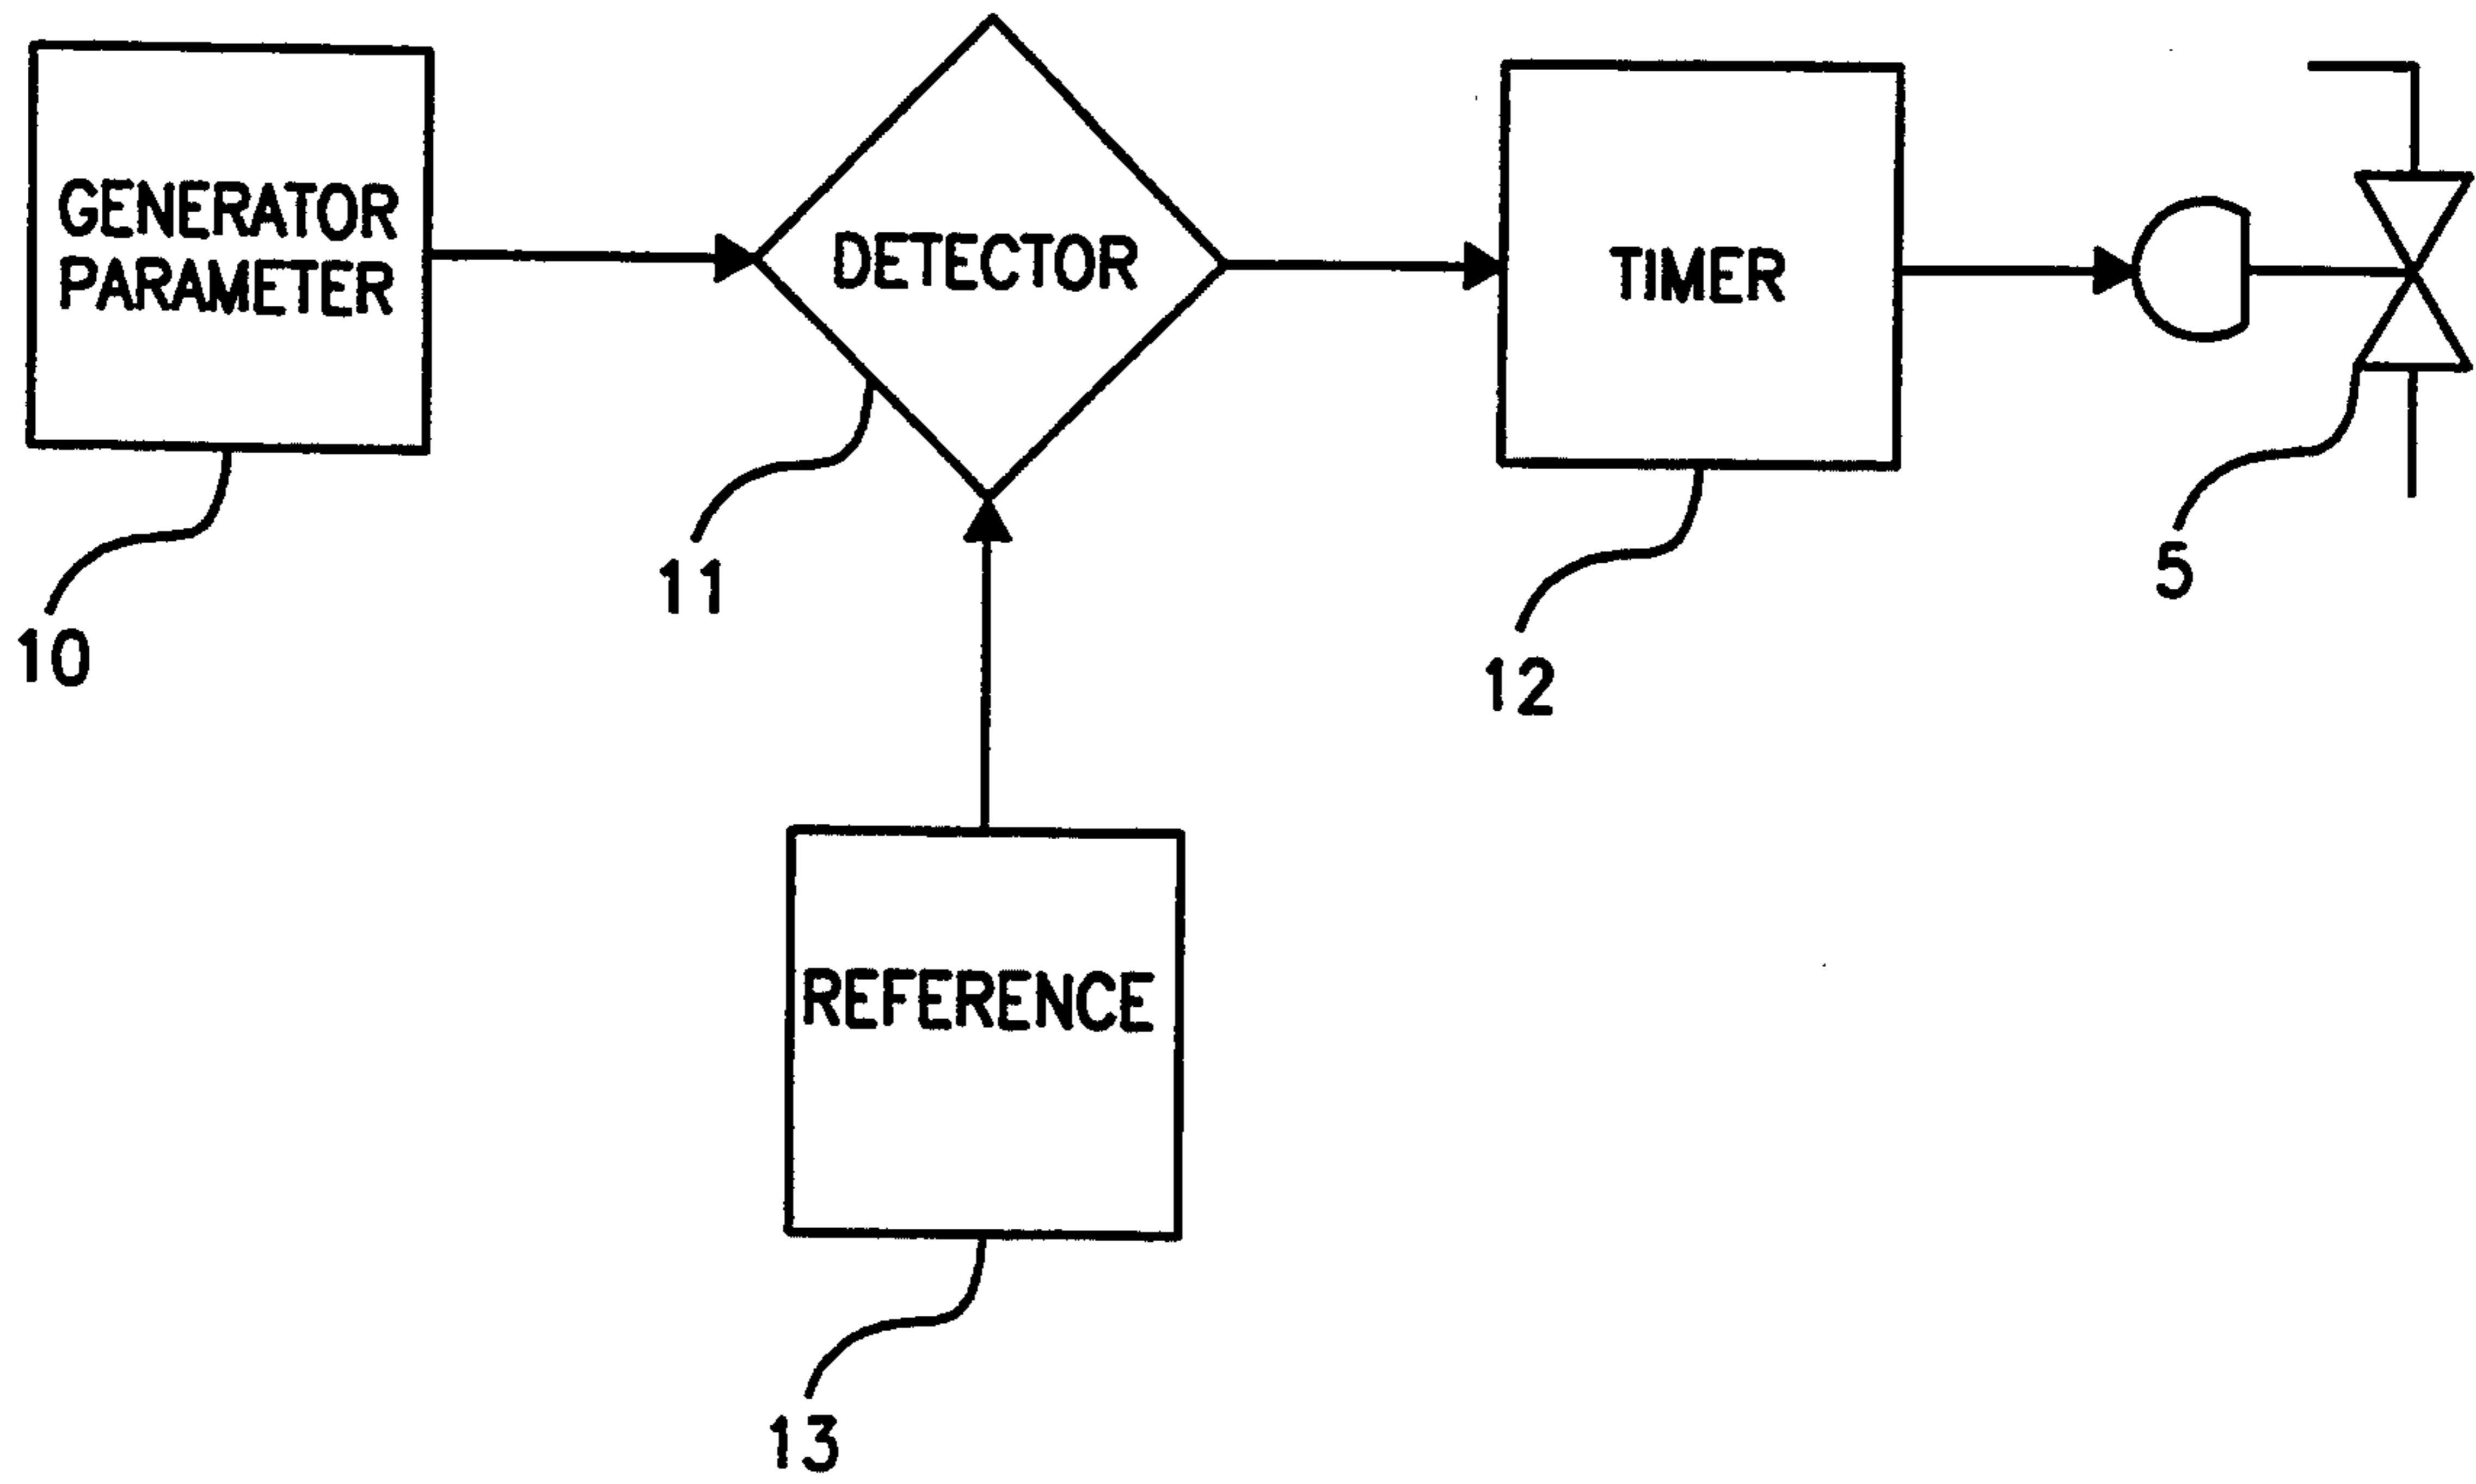 GENERATOR
PARAMETER
DETECTOR
TIMER
10
11
12
5
REFERENCE
13